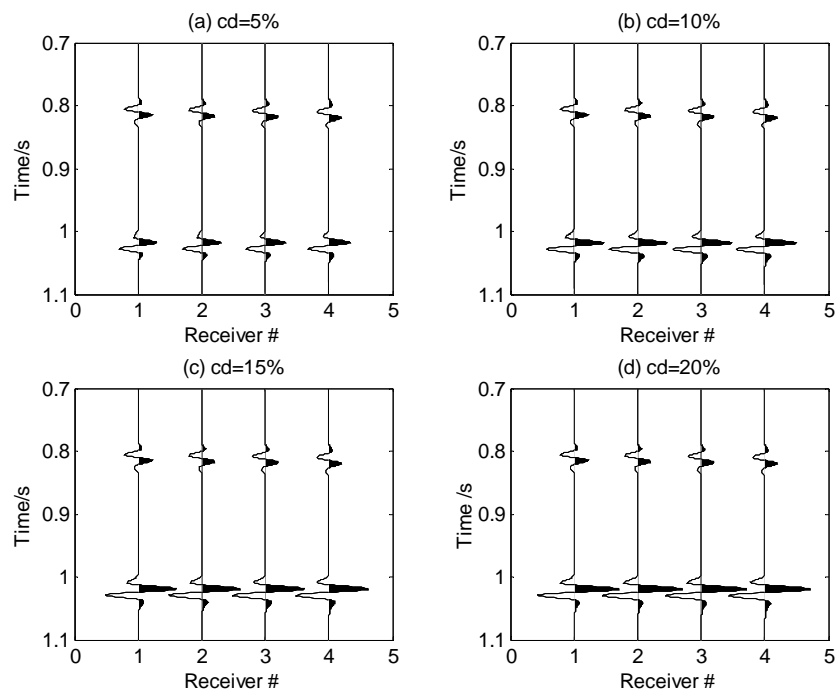 (a) cd=5%
0.7
0.8
0.9
1
1.1
Time/s
0 1 2 3 4 5
Receiver #
(b) cd=10%
0.7
0.8
0.9
1
1.1
Time/s
0 1 2 3 4 5
Receiver #
(c) cd=15%
0.7
0.8
0.9
1
1.1
Time/s
0 1 2 3 4 5
Receiver #
(d) cd=20%
0.7
0.8
0.9
1
1.1
Time /s
0 1 2 3 4 5
Receiver #